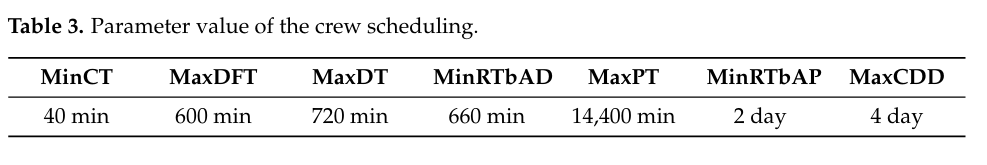 Table 3. Parameter value of the crew scheduling.
MinCT MaxDFT MaxDT MinRTbAD MaxPT MinRTbAP MaxCDD
40 min 600 min 720 min 660 min 14,400 min 2 day 4 day